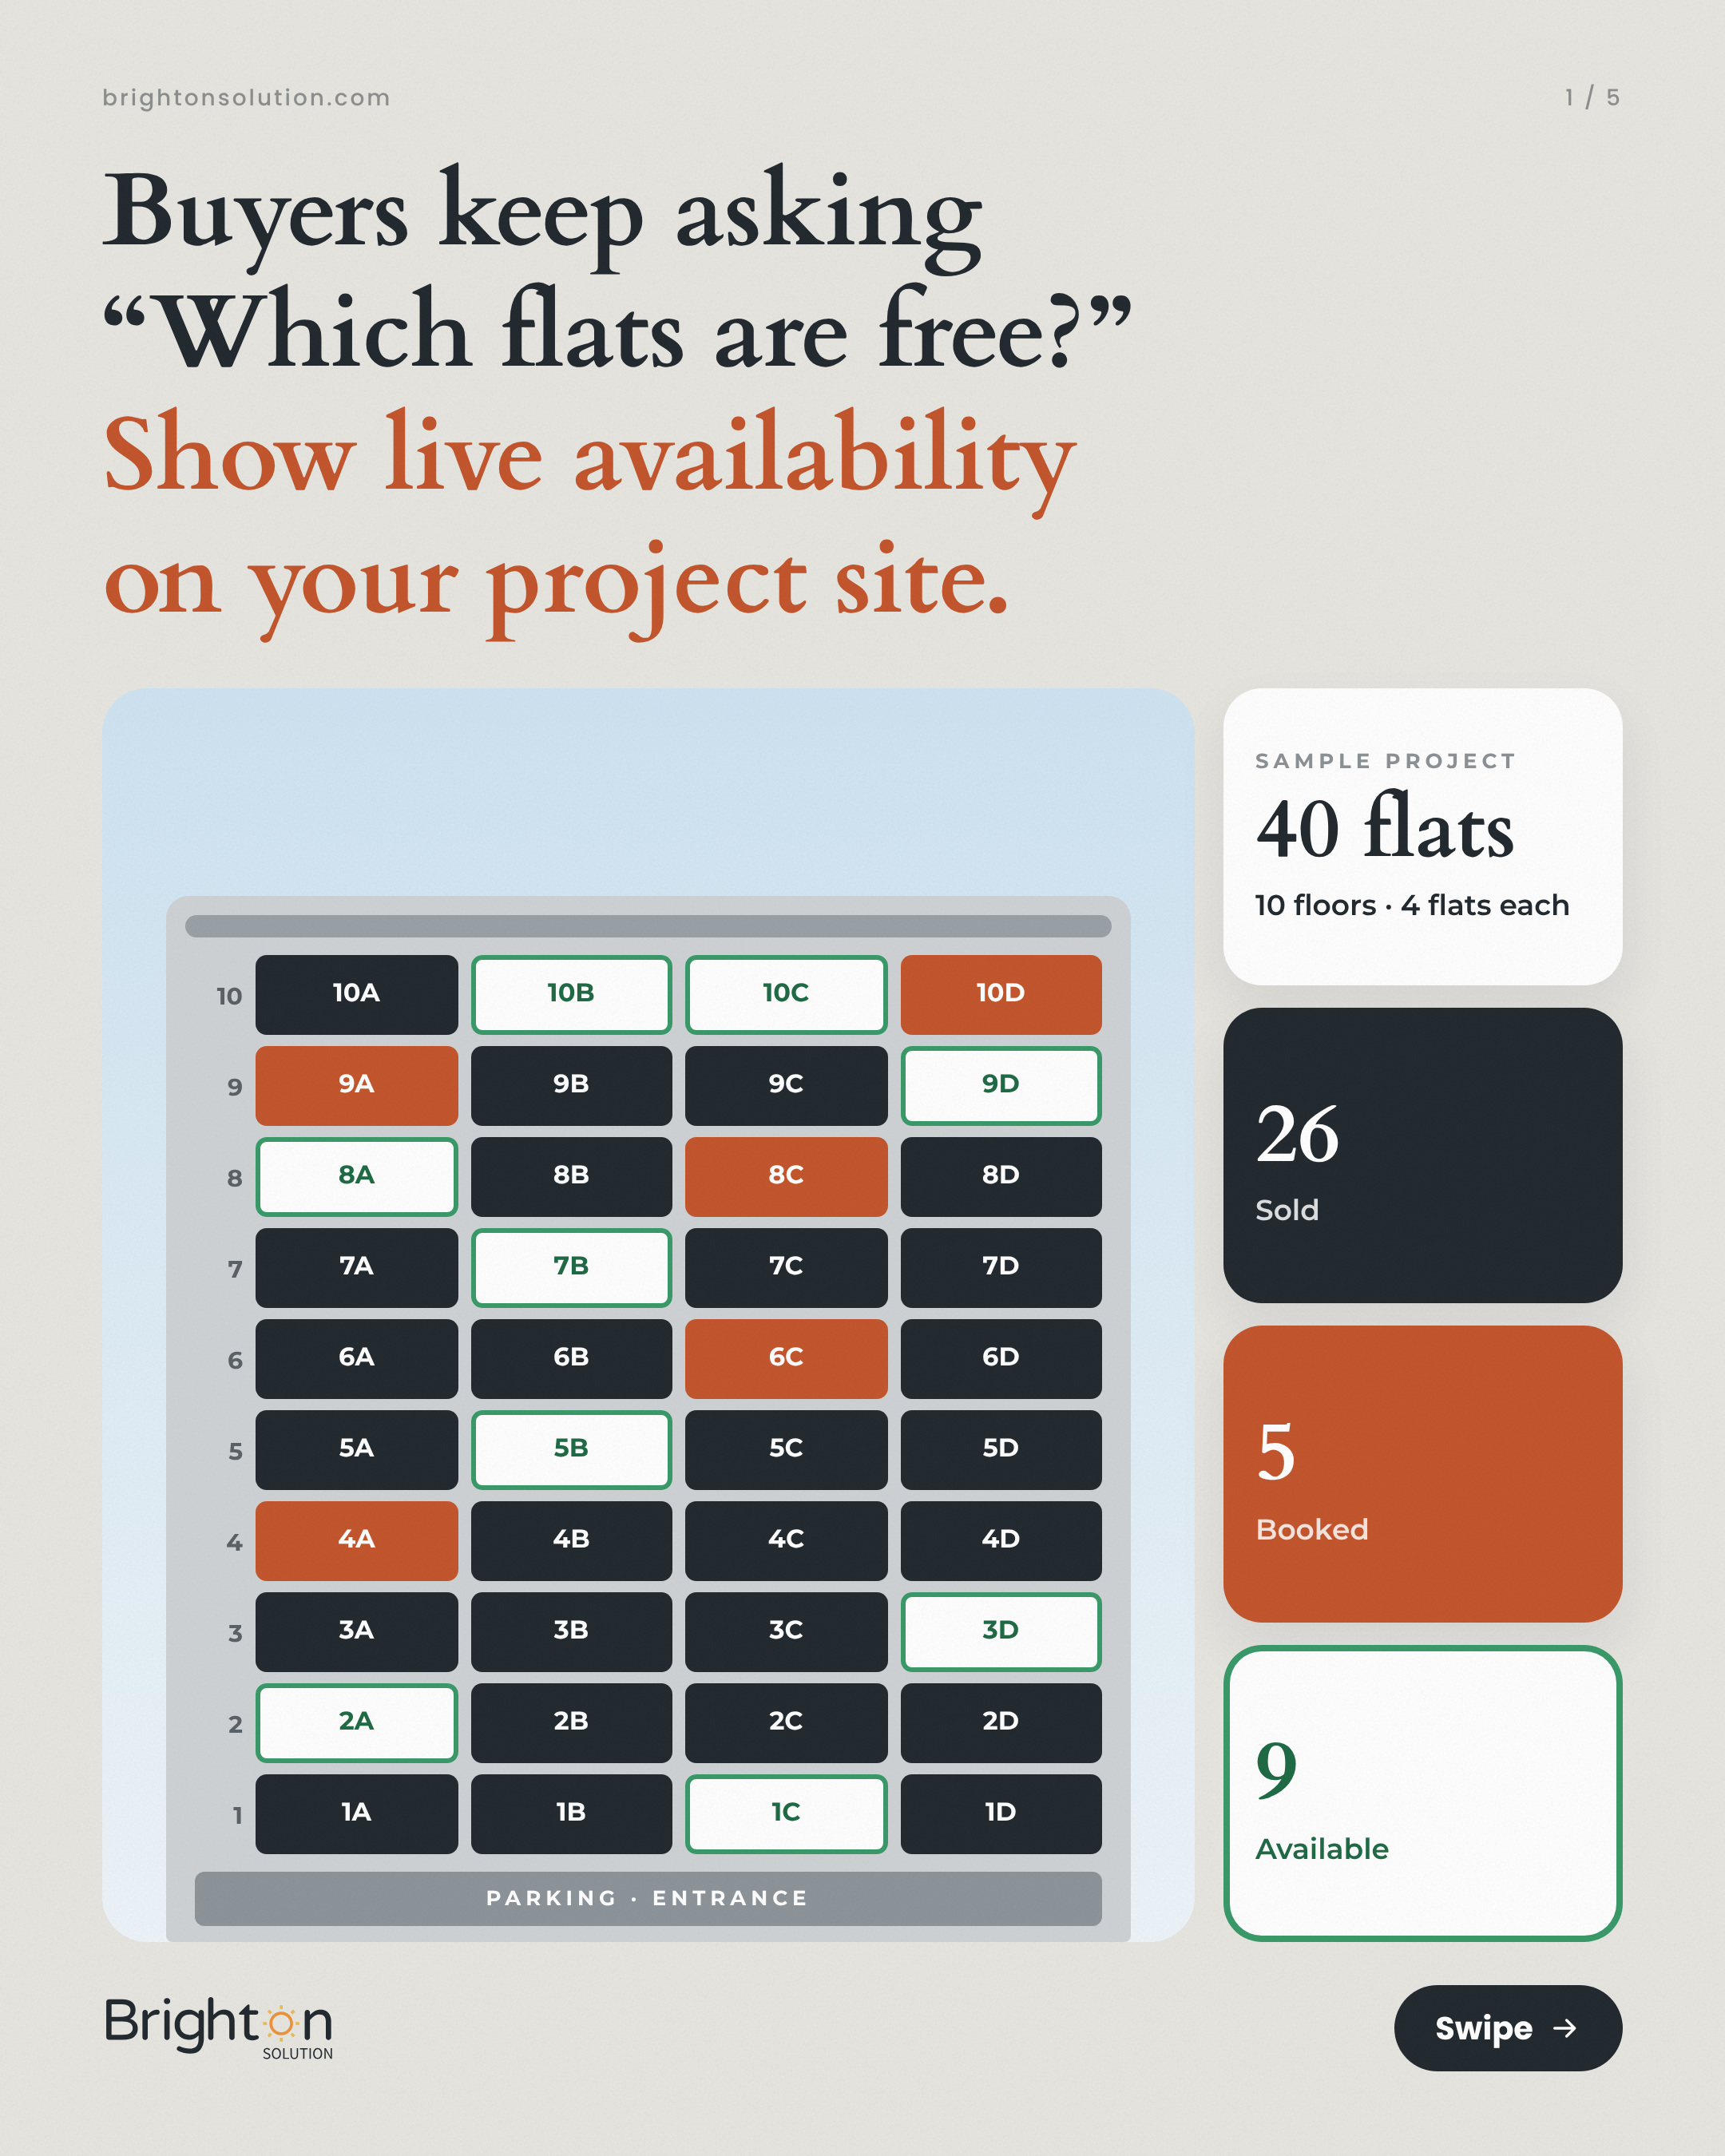 brightonsolution.com
1 / 5
Buyers keep asking
“Which flats are free?”
Show live availability
on your project site.
10 10A 10B 10C 10D
9 9A 9B 9C 9D
8 8A 8B 8C 8D
7 7A 7B 7C 7D
6 6A 6B 6C 6D
5 5A 5B 5C 5D
4 4A 4B 4C 4D
3 3A 3B 3C 3D
2 2A 2B 2C 2D
1 1A 1B 1C 1D
PARKING · ENTRANCE
SAMPLE PROJECT
40 flats
10 floors · 4 flats each
26
Sold
5
Booked
9
Available
Brighton
SOLUTION
Swipe →